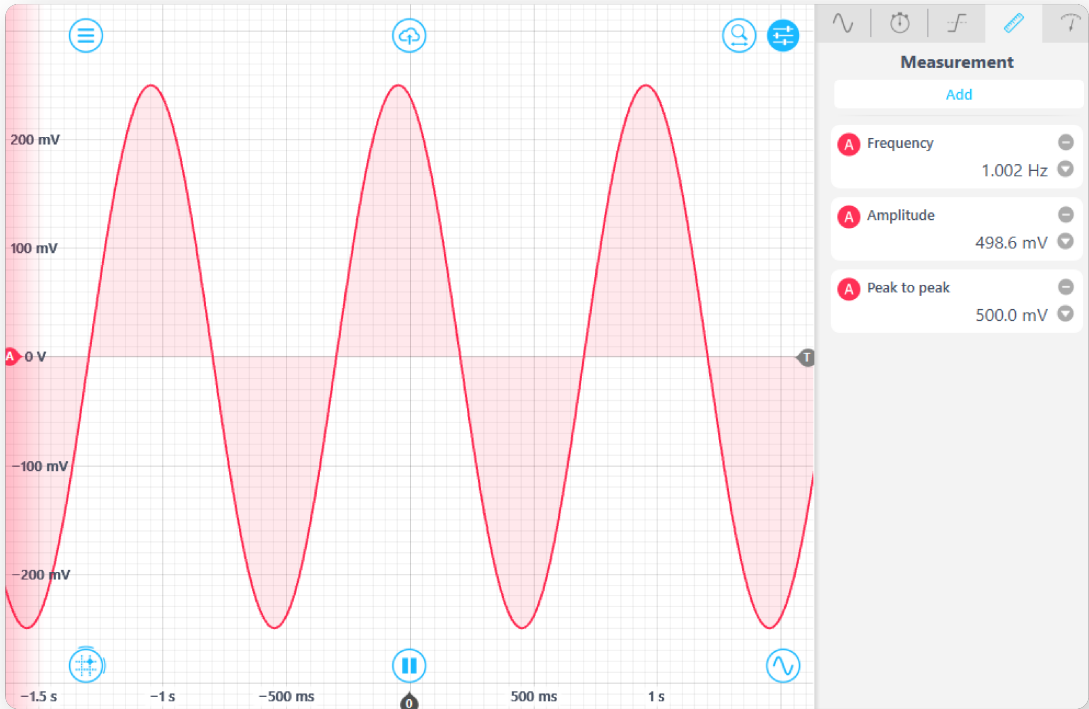 Measurement
Add
A Frequency
1.002 Hz
A Amplitude
498.6 mV
A Peak to peak
500.0 mV
200 mV
100 mV
A 0 V
T
−100 mV
−200 mV
−1.5 s
−1 s
−500 ms
0
500 ms
1 s